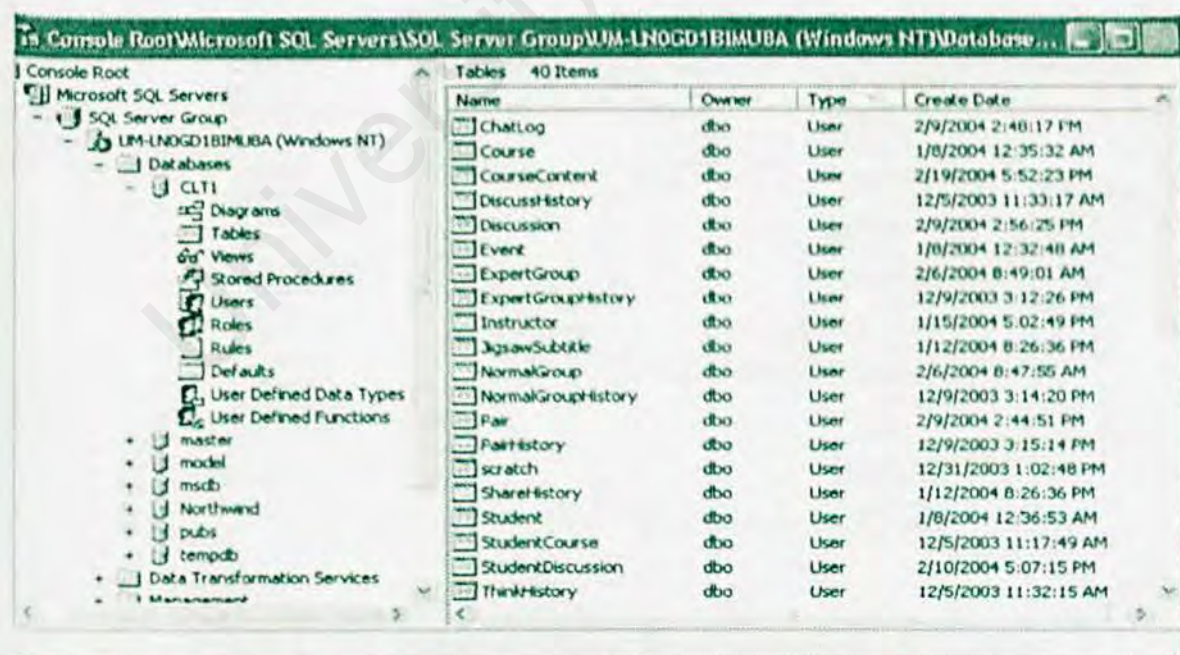 Console Root\Microsoft SQL Servers\SQL Server Group\UM-LN0GD1BIMUBA (Windows NT)\Database...
Console Root
Microsoft SQL Servers
SQL Server Group
UM-LN0GD1BIMUBA (Windows NT)
Databases
CLT1
Diagrams
Tables
Views
Stored Procedures
Users
Roles
Rules
Defaults
User Defined Data Types
User Defined Functions
master
model
msdb
Northwind
pubs
tempdb
Data Transformation Services
Management
Tables 40 Items
Name Owner Type Create Date
ChatLog dbo User 2/9/2004 2:48:17 PM
Course dbo User 1/8/2004 12:35:32 AM
CourseContent dbo User 2/19/2004 5:52:23 PM
DiscussHistory dbo User 12/5/2003 11:33:17 AM
Discussion dbo User 2/9/2004 2:56:25 PM
Event dbo User 1/8/2004 12:32:48 AM
ExpertGroup dbo User 2/6/2004 8:49:01 AM
ExpertGroupHistory dbo User 12/9/2003 3:12:26 PM
Instructor dbo User 1/15/2004 5:02:49 PM
JigsawSubtitle dbo User 1/12/2004 8:26:36 PM
NormalGroup dbo User 2/6/2004 8:47:55 AM
NormalGroupHistory dbo User 12/9/2003 3:14:20 PM
Pair dbo User 2/9/2004 2:44:51 PM
PairHistory dbo User 12/9/2003 3:15:14 PM
scratch dbo User 12/31/2003 1:02:48 PM
ShareHistory dbo User 1/12/2004 8:26:36 PM
Student dbo User 1/8/2004 12:36:53 AM
StudentCourse dbo User 12/5/2003 11:17:49 AM
StudentDiscussion dbo User 2/10/2004 5:07:15 PM
ThinkHistory dbo User 12/5/2003 11:32:15 AM